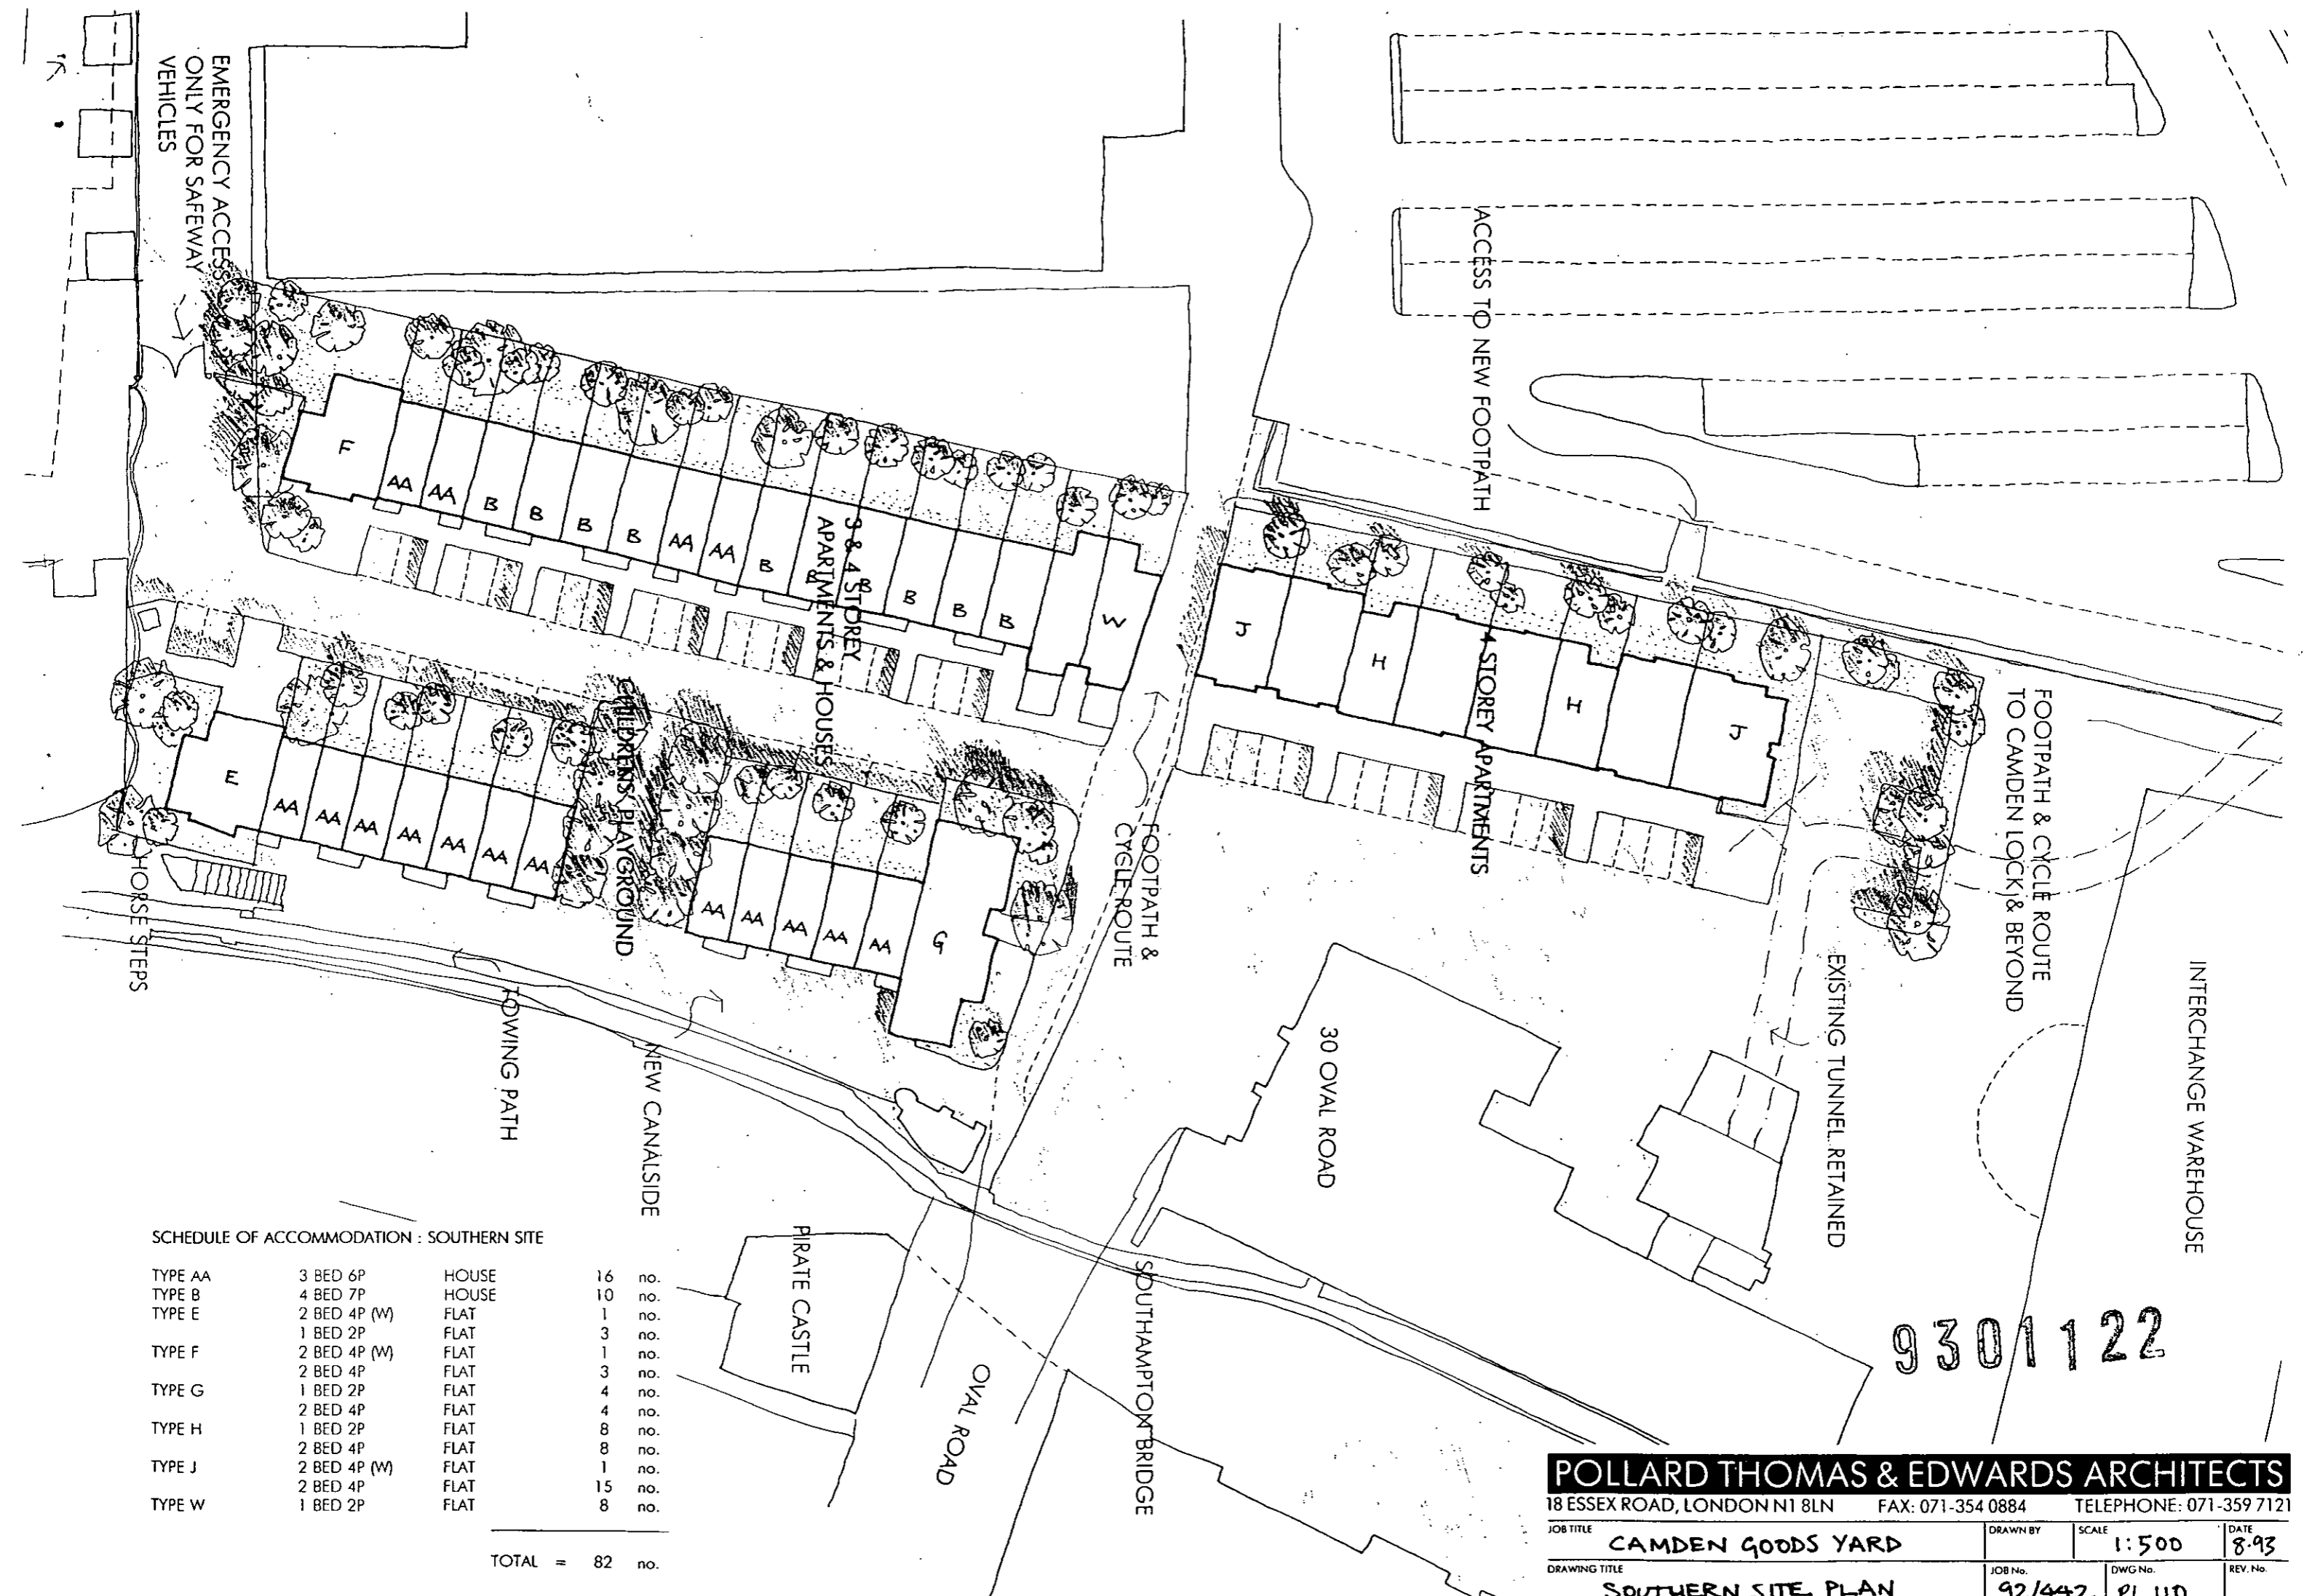 EMERGENCY ACCESS
ONLY FOR SAFEWAY
VEHICLES
ACCESS TO NEW FOOTPATH
F
AA
AA
B
B
B
B
AA
AA
B
B
B
B
B
B
W
3 & 4 STOREY
APARTMENTS & HOUSES
J
H
H
J
4 STOREY APARTMENTS
FOOTPATH & CYCLE ROUTE
TO CAMDEN LOCK & BEYOND
E
AA
AA
AA
AA
AA
AA
AA
CHILDRENS PLAYGROUND
AA
AA
AA
AA
AA
G
FOOTPATH &
CYCLE ROUTE
HORSE STEPS
TOWING PATH
NEW CANALSIDE
30 OVAL ROAD
EXISTING TUNNEL RETAINED
INTERCHANGE WAREHOUSE
PIRATE CASTLE
OVAL ROAD
SOUTHAMPTON BRIDGE
SCHEDULE OF ACCOMMODATION : SOUTHERN SITE
TYPE AA 3 BED 6P HOUSE 16 no.
TYPE B 4 BED 7P HOUSE 10 no.
TYPE E 2 BED 4P (W) FLAT 1 no.
1 BED 2P FLAT 3 no.
TYPE F 2 BED 4P (W) FLAT 1 no.
2 BED 4P FLAT 3 no.
TYPE G 1 BED 2P FLAT 4 no.
2 BED 4P FLAT 4 no.
TYPE H 1 BED 2P FLAT 8 no.
2 BED 4P FLAT 8 no.
TYPE J 2 BED 4P (W) FLAT 1 no.
2 BED 4P FLAT 15 no.
TYPE W 1 BED 2P FLAT 8 no.
TOTAL = 82 no.
9301122
POLLARD THOMAS & EDWARDS ARCHITECTS
18 ESSEX ROAD, LONDON N1 8LN FAX: 071-354 0884 TELEPHONE: 071-359 7121
JOB TITLE CAMDEN GOODS YARD DRAWN BY SCALE 1:500 DATE 8.93
DRAWING TITLE SOUTHERN SITE PLAN JOB No. 92/442 DWG No. REV. No.